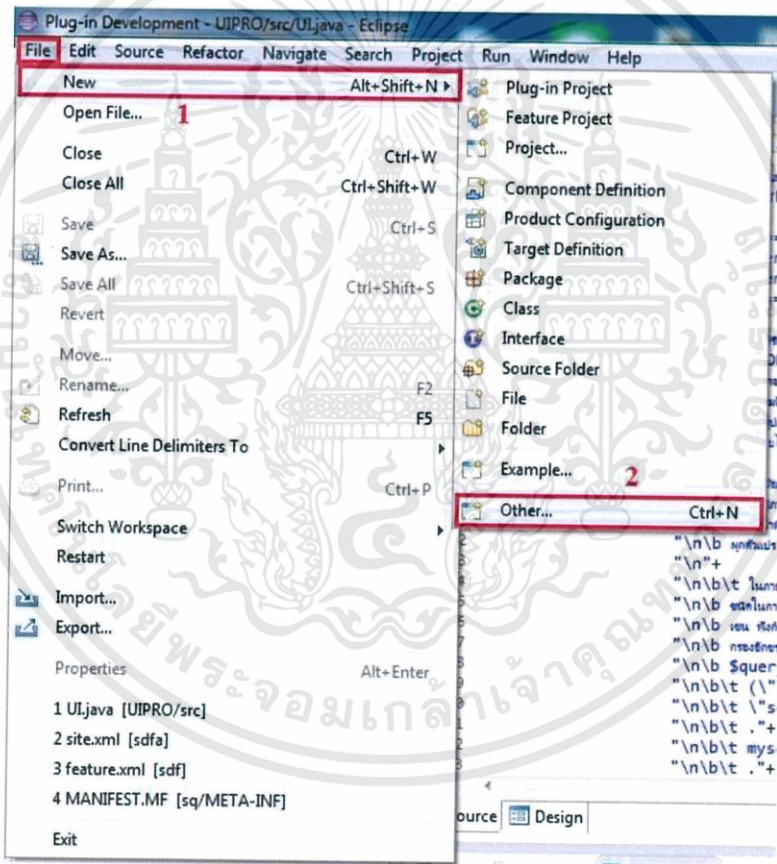 Plug-in Development - UIPRO/src/UI.java - Eclipse
File Edit Source Refactor Navigate Search Project Run Window Help
New Alt+Shift+N
1
Open File...
Close Ctrl+W
Close All Ctrl+Shift+W
Save Ctrl+S
Save As...
Save All Ctrl+Shift+S
Revert
Move...
Rename... F2
Refresh F5
Convert Line Delimiters To
Print... Ctrl+P
Switch Workspace
Restart
Import...
Export...
Properties Alt+Enter
1 UI.java [UIPRO/src]
2 site.xml [sdfa]
3 feature.xml [sdf]
4 MANIFEST.MF [sq/META-INF]
Exit
Plug-in Project
Feature Project
Project...
Component Definition
Product Configuration
Target Definition
Package
Class
Interface
Source Folder
File
Folder
Example...
2
Other... Ctrl+N
"\n\b
"\n"+
"\n\b\t
"\n\b
"\n\b
"\n\b
"\n\b $quer
"\n\b\t (\"
"\n\b\t \"s
"\n\b\t ."+
"\n\b\t mys
"\n\b\t ."+
ource Design